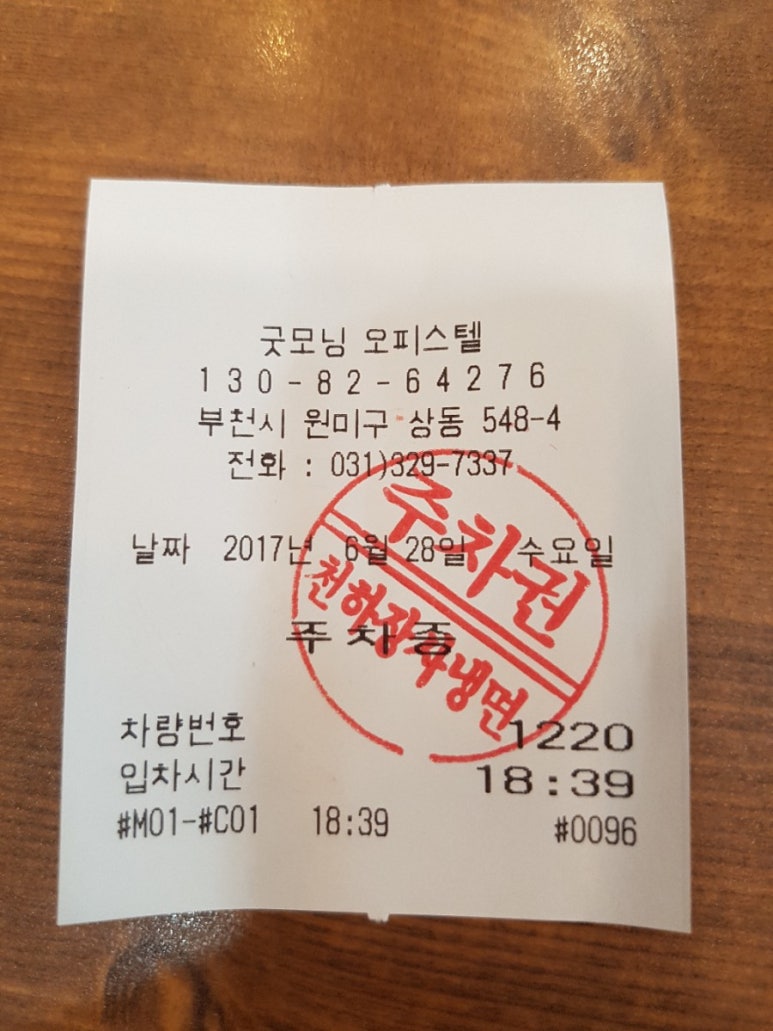 굿모닝 오피스텔
130-82-64276
부천시 원미구 상동 548-4
전화 : 031)329-7337
날짜 2017년 6월 28일 수요일
주차증
주차권
천하장사냉면
차량번호 1220
입차시간 18:39
#M01-#C01 18:39 #0096